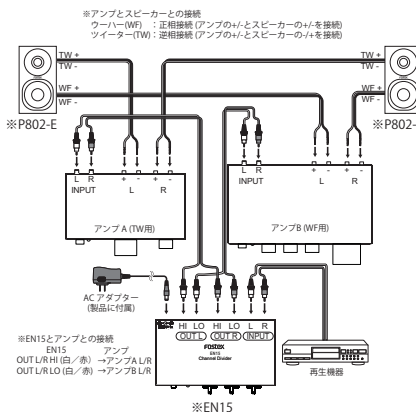 ※アンプとスピーカーとの接続
ウーハー(WF) ：正相接続 (アンプの+/-とスピーカーの+/-を接続)
ツイーター(TW)：逆相接続 (アンプの+/-とスピーカーの-/+を接続)
TW +
TW -
WF +
WF -
TW +
TW -
WF +
WF -
※P802-E
※P802-
L R
INPUT
+ - + -
L R
アンプ A (TW用)
L R
INPUT
+ - + -
L R
アンプB (WF用)
AC アダプター
(製品に付属)
HI LO HI LO L R
OUT L OUT R INPUT
Fostex
EN15
Channel Divider
※EN15とアンプとの接続
EN15 アンプ
OUT L/R HI (白／赤) →アンプA L/R
OUT L/R LO (白／赤) →アンプB L/R
再生機器
※EN15